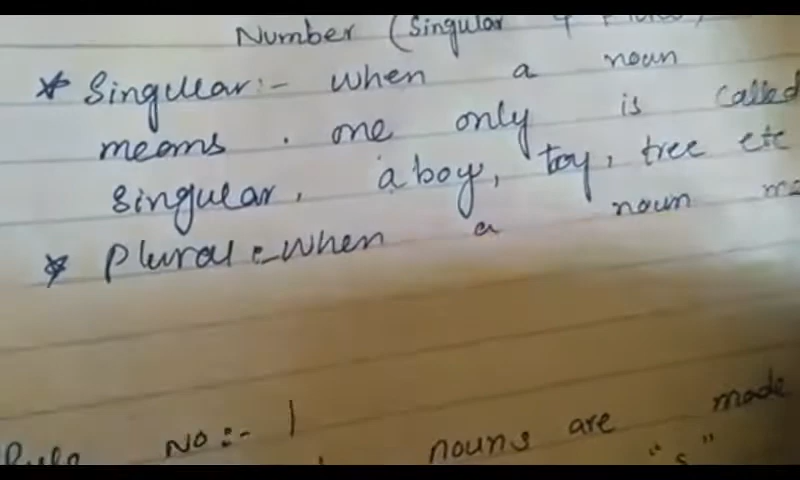 Number (Singular
* Singular:- when a noun
means . one only is called
singular, a boy, toy, tree etc
* Plural:- When a noun
Rule No:- 1
nouns are made
"s"